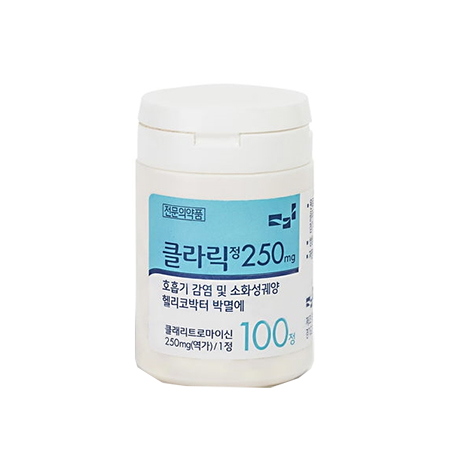 전문의약품
클라릭정250mg
호흡기 감염 및 소화성궤양
헬리코박터 박멸에
클래리트로마이신
250mg(역가)/1정
100정